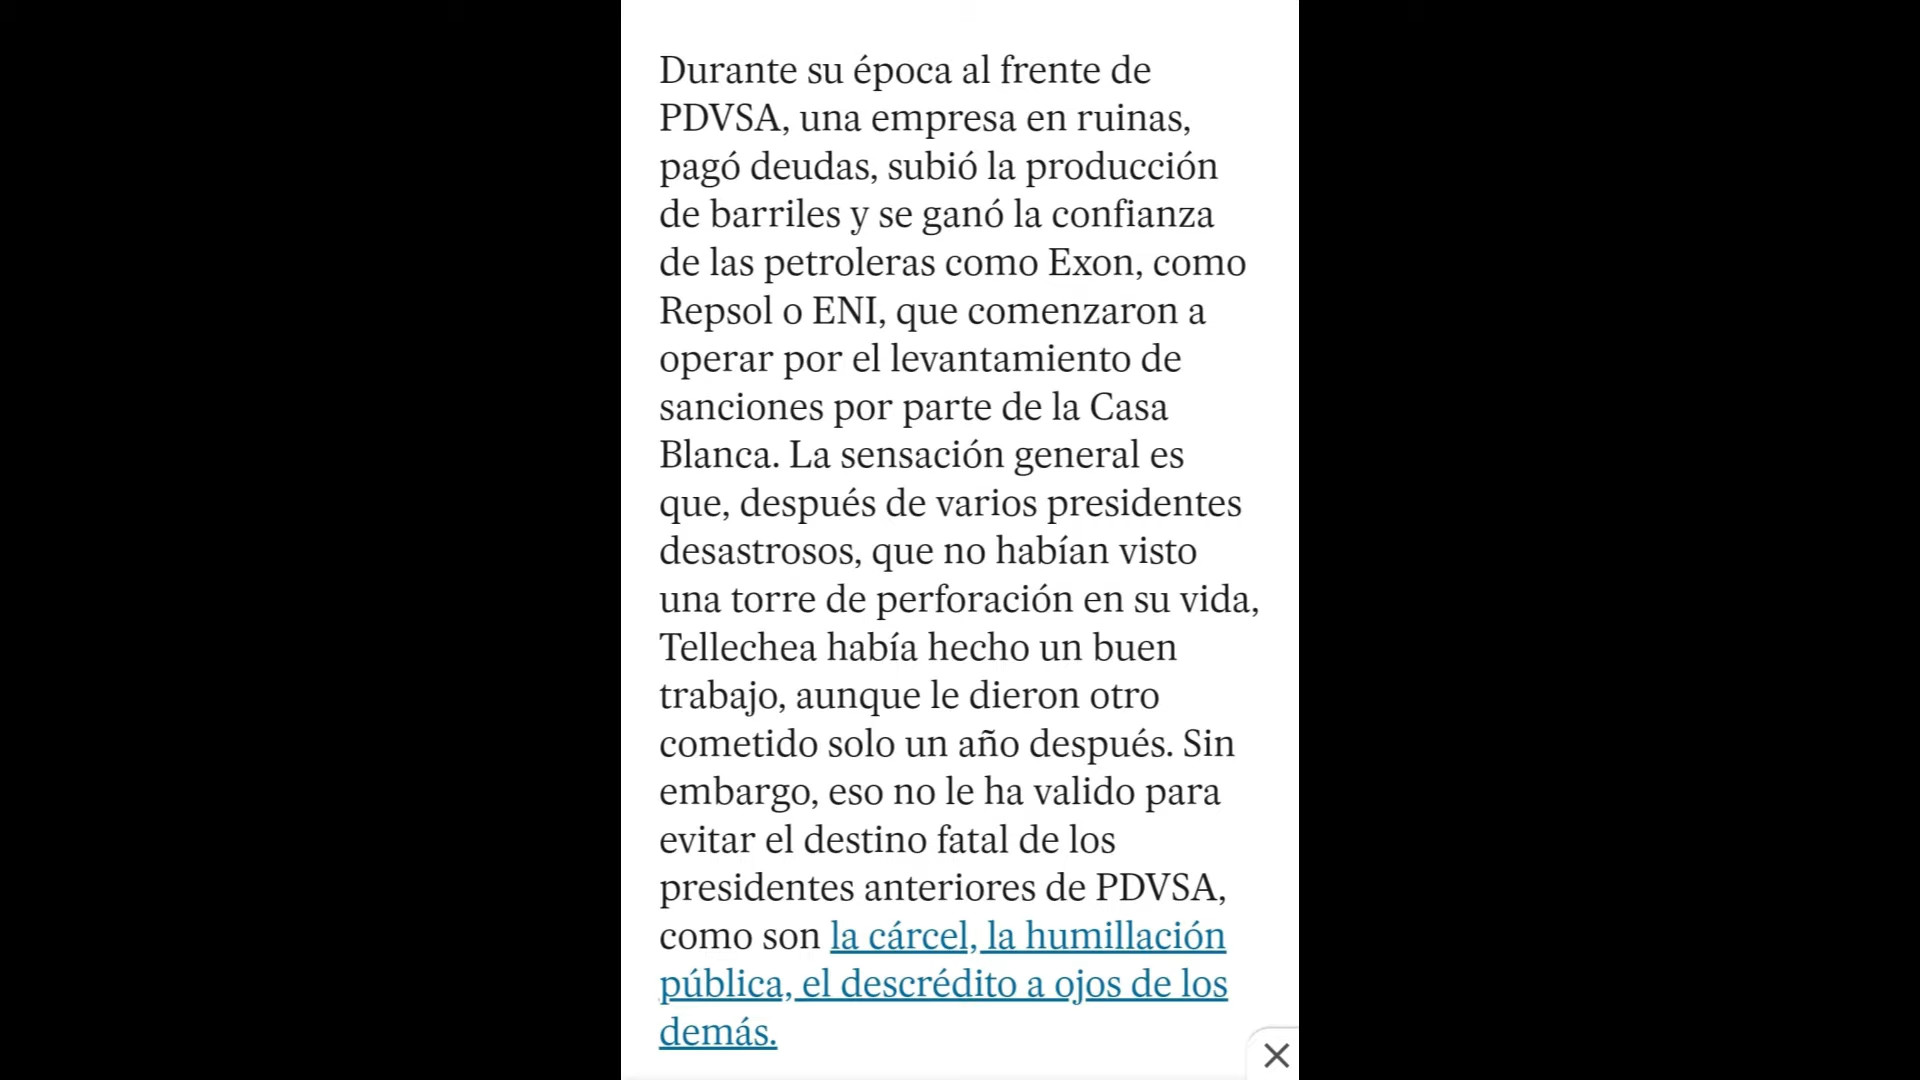 Durante su época al frente de
PDVSA, una empresa en ruinas,
pagó deudas, subió la producción
de barriles y se ganó la confianza
de las petroleras como Exon, como
Repsol o ENI, que comenzaron a
operar por el levantamiento de
sanciones por parte de la Casa
Blanca. La sensación general es
que, después de varios presidentes
desastrosos, que no habían visto
una torre de perforación en su vida,
Tellechea había hecho un buen
trabajo, aunque le dieron otro
cometido solo un año después. Sin
embargo, eso no le ha valido para
evitar el destino fatal de los
presidentes anteriores de PDVSA,
como son la cárcel, la humillación
pública, el descrédito a ojos de los
demás.